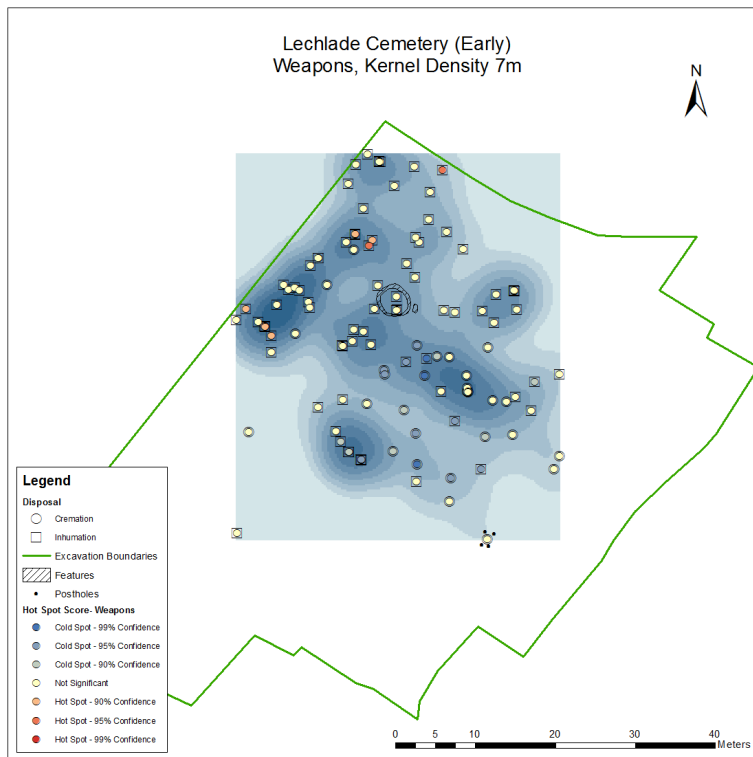 Lechlade Cemetery (Early)
Weapons, Kernel Density 7m
N
Legend
Disposal
Cremation
Inhumation
Excavation Boundaries
Features
Postholes
Hot Spot Score- Weapons
Cold Spot - 99% Confidence
Cold Spot - 95% Confidence
Cold Spot - 90% Confidence
Not Significant
Hot Spot - 90% Confidence
Hot Spot - 95% Confidence
Hot Spot - 99% Confidence
0 5 10 20 30 40
Meters